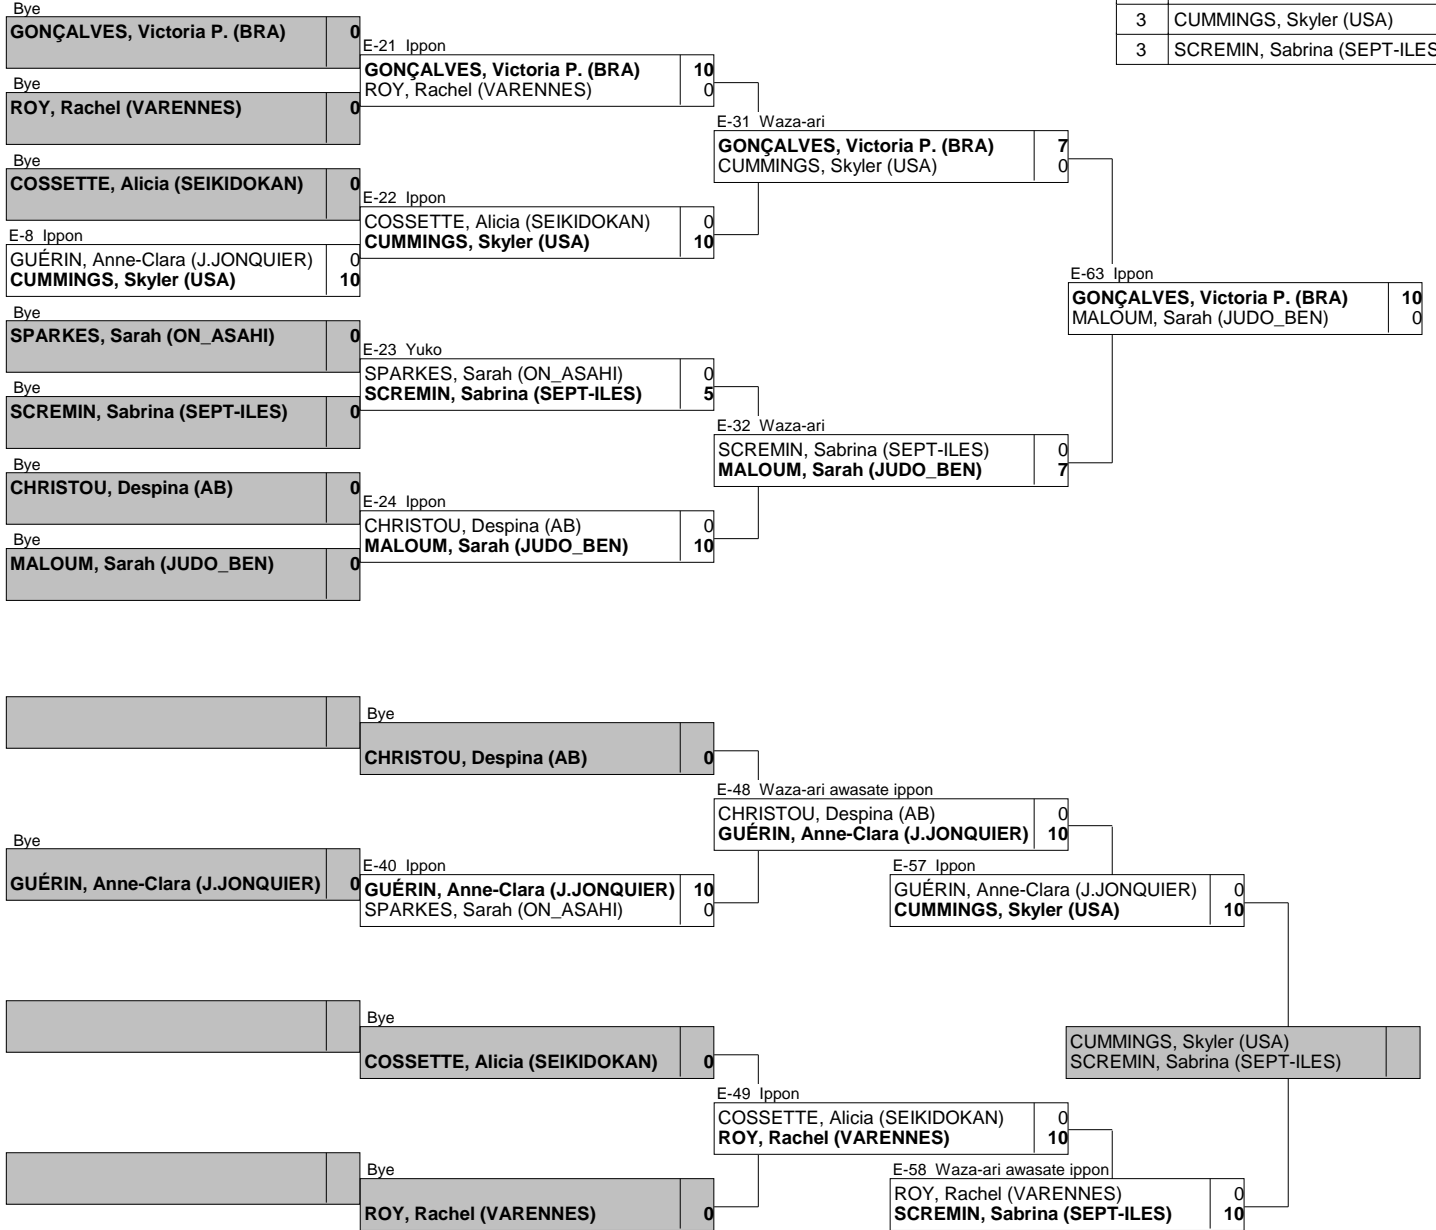 Bye
GONÇALVES, Victoria P. (BRA) 0
3 CUMMINGS, Skyler (USA)
3 SCREMIN, Sabrina (SEPT-ILES
E-21 Ippon
GONÇALVES, Victoria P. (BRA) 10
ROY, Rachel (VARENNES) 0
Bye
ROY, Rachel (VARENNES) 0
E-31 Waza-ari
GONÇALVES, Victoria P. (BRA) 7
CUMMINGS, Skyler (USA) 0
Bye
COSSETTE, Alicia (SEIKIDOKAN) 0
E-22 Ippon
COSSETTE, Alicia (SEIKIDOKAN) 0
CUMMINGS, Skyler (USA) 10
E-8 Ippon
GUÉRIN, Anne-Clara (J.JONQUIER) 0
CUMMINGS, Skyler (USA) 10
E-63 Ippon
GONÇALVES, Victoria P. (BRA) 10
MALOUM, Sarah (JUDO_BEN) 0
Bye
SPARKES, Sarah (ON_ASAHI) 0
E-23 Yuko
SPARKES, Sarah (ON_ASAHI) 0
SCREMIN, Sabrina (SEPT-ILES) 5
Bye
SCREMIN, Sabrina (SEPT-ILES) 0
E-32 Waza-ari
SCREMIN, Sabrina (SEPT-ILES) 0
MALOUM, Sarah (JUDO_BEN) 7
Bye
CHRISTOU, Despina (AB) 0
E-24 Ippon
CHRISTOU, Despina (AB) 0
MALOUM, Sarah (JUDO_BEN) 10
Bye
MALOUM, Sarah (JUDO_BEN) 0
Bye
CHRISTOU, Despina (AB) 0
E-48 Waza-ari awasate ippon
CHRISTOU, Despina (AB) 0
GUÉRIN, Anne-Clara (J.JONQUIER) 10
Bye
GUÉRIN, Anne-Clara (J.JONQUIER) 0
E-40 Ippon
GUÉRIN, Anne-Clara (J.JONQUIER) 10
SPARKES, Sarah (ON_ASAHI) 0
E-57 Ippon
GUÉRIN, Anne-Clara (J.JONQUIER) 0
CUMMINGS, Skyler (USA) 10
Bye
COSSETTE, Alicia (SEIKIDOKAN) 0
CUMMINGS, Skyler (USA)
SCREMIN, Sabrina (SEPT-ILES)
E-49 Ippon
COSSETTE, Alicia (SEIKIDOKAN) 0
ROY, Rachel (VARENNES) 10
Bye
ROY, Rachel (VARENNES) 0
E-58 Waza-ari awasate ippon
ROY, Rachel (VARENNES) 0
SCREMIN, Sabrina (SEPT-ILES) 10